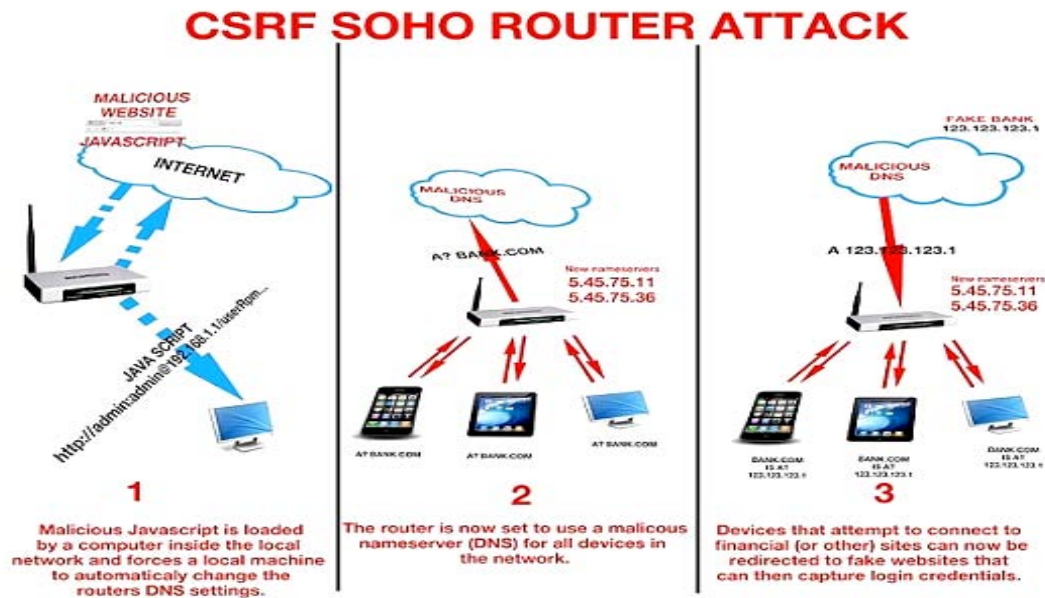 CSRF SOHO ROUTER ATTACK
MALICIOUS
WEBSITE
JAVASCRIPT
INTERNET
JAVA SCRIPT
http://admin:admin@192.168.1.1/userRpm...
1
Malicious Javascript is loaded
by a computer inside the local
network and forces a local machine
to automaticaly change the
routers DNS settings.
MALICIOUS
DNS
A? BANK.COM
New nameservers
5.45.75.11
5.45.75.36
A? BANK.COM
A? BANK.COM
A? BANK.COM
2
The router is now set to use a malicous
nameserver (DNS) for all devices in
the network.
FAKE BANK
123.123.123.1
MALICIOUS
DNS
A 123.123.123.1
New nameservers
5.45.75.11
5.45.75.36
BANK.COM
IS A?
123.123.123.1
BANK.COM
IS A?
123.123.123.1
BANK.COM
IS A?
123.123.123.1
3
Devices that attempt to connect to
financial (or other) sites can now be
redirected to fake websites that
can then capture login credentials.